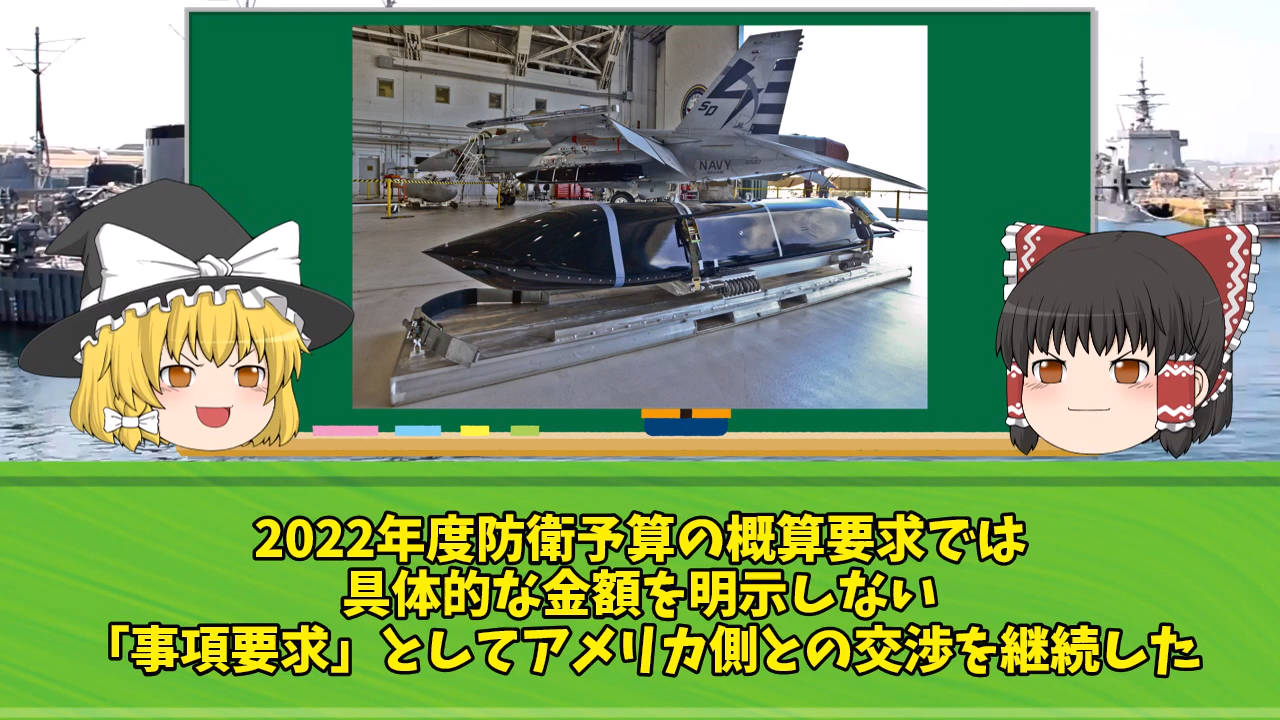 SD
NAVY
2022年度防衛予算の概算要求では
具体的な金額を明示しない
「事項要求」としてアメリカ側との交渉を継続した